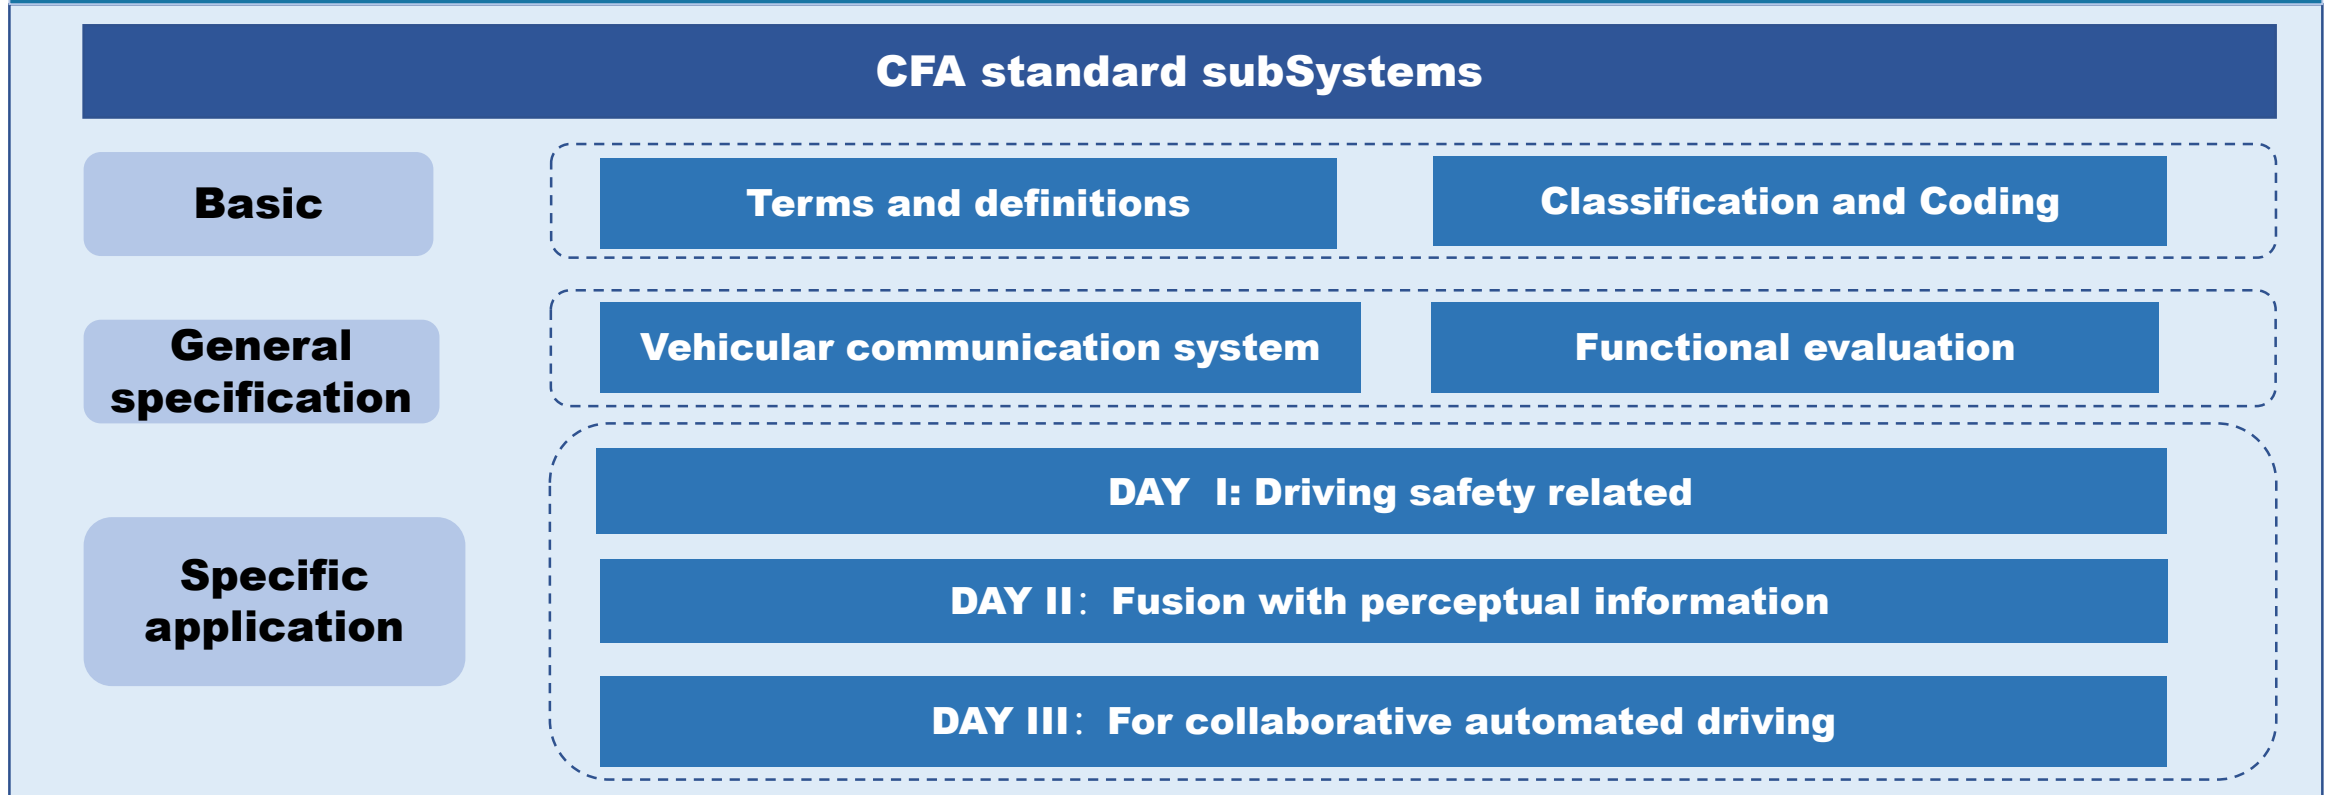 CFA standard subSystems
Basic
Terms and definitions
Classification and Coding
General
specification
Vehicular communication system
Functional evaluation
Specific
application
DAY  I: Driving safety related
DAY II： Fusion with perceptual information
DAY III： For collaborative automated driving